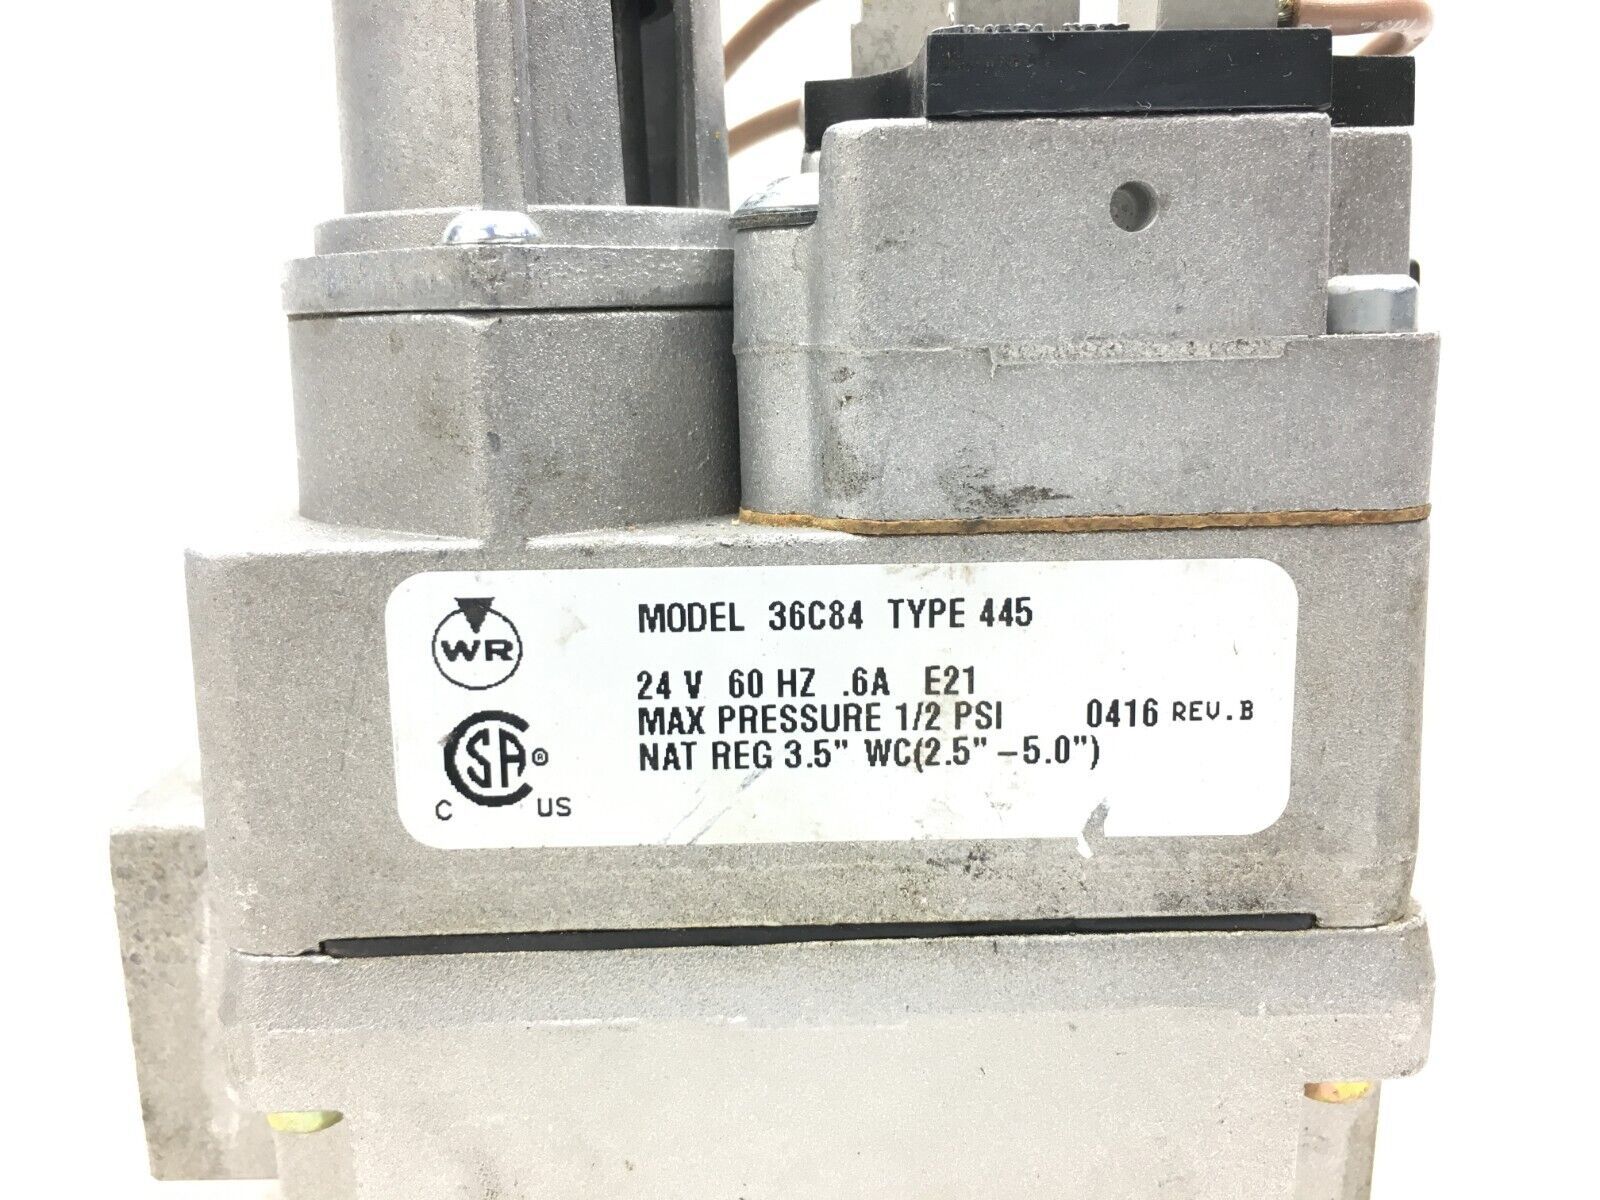 WR
MODEL 36C84 TYPE 445
24 V 60 HZ .6A E21
MAX PRESSURE 1/2 PSI 0416 REV.B
NAT REG 3.5" WC(2.5" –5.0")
CSA ®
C US